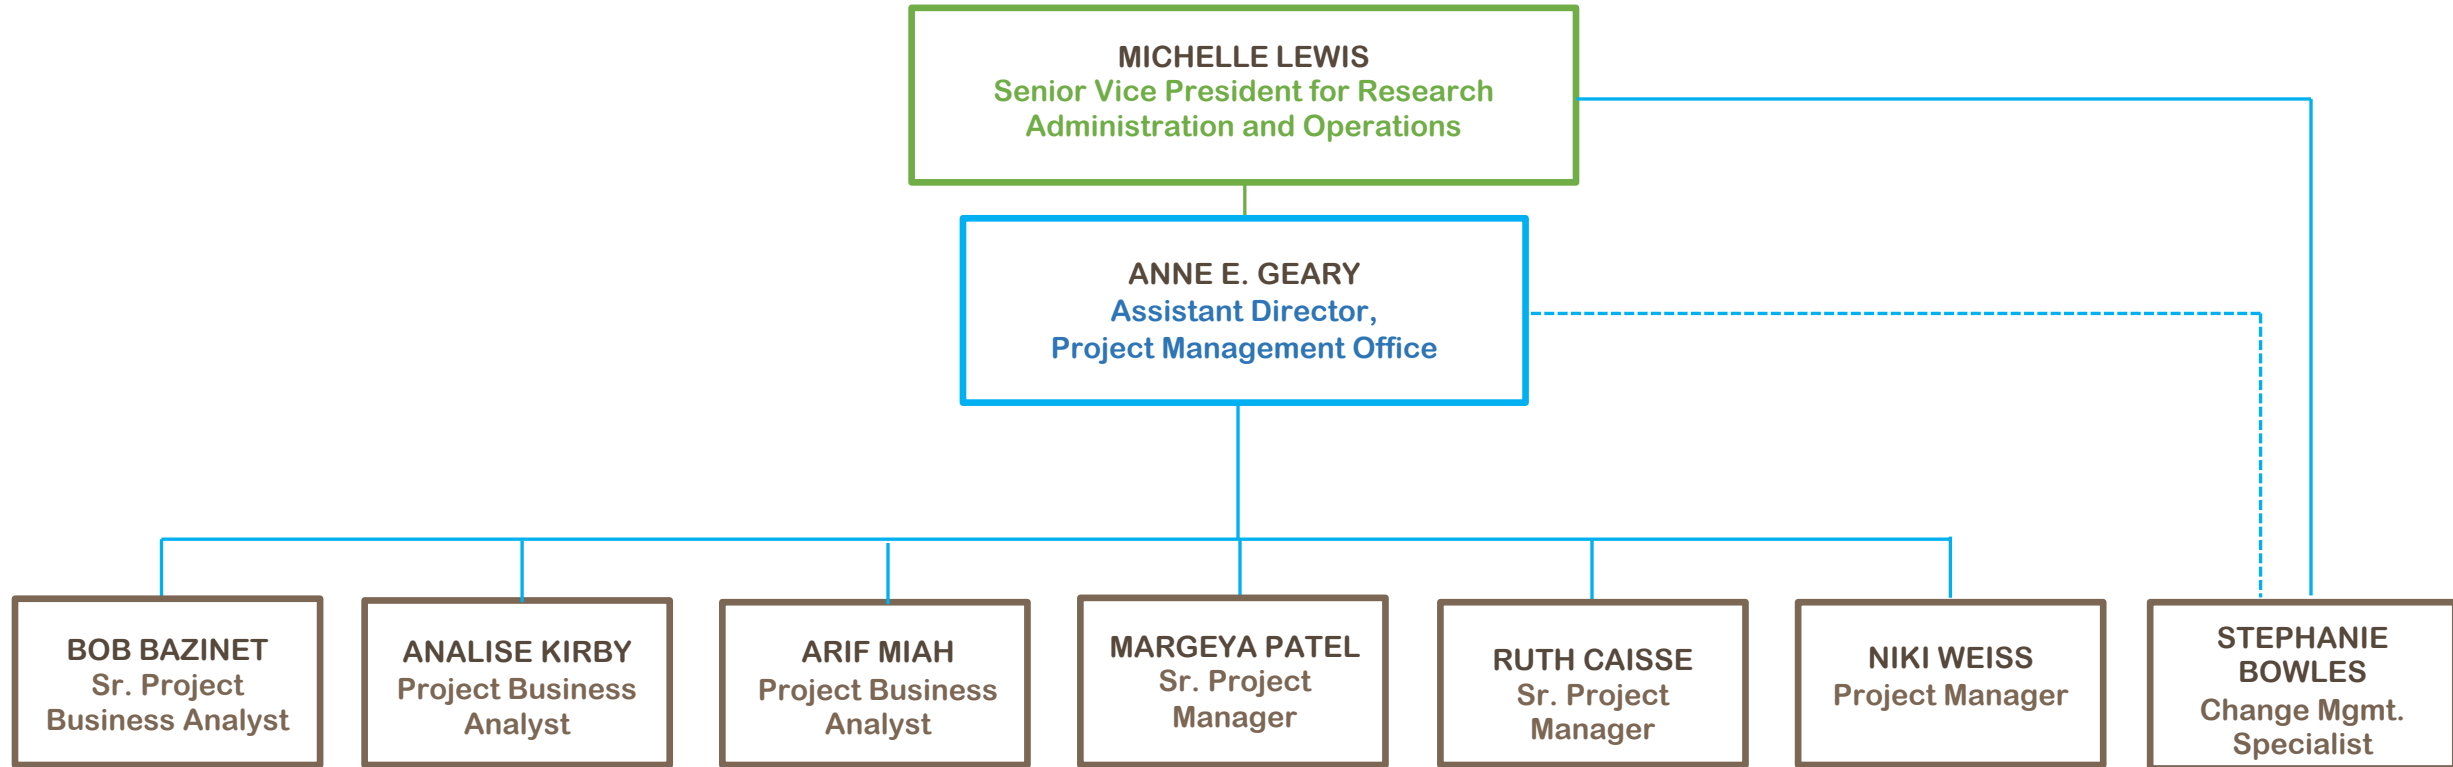 MICHELLE LEWIS
Senior Vice President for Research
Administration and Operations
ANNE E. GEARY
Assistant Director,
Project Management Office
BOB BAZINET
Sr. Project
Business Analyst
ANALISE KIRBY
Project Business
Analyst
ARIF MIAH
Project Business
Analyst
MARGEYA PATEL
Sr. Project
Manager
RUTH CAISSE
Sr. Project
Manager
NIKI WEISS
Project Manager
STEPHANIE
BOWLES
Change Mgmt.
Specialist